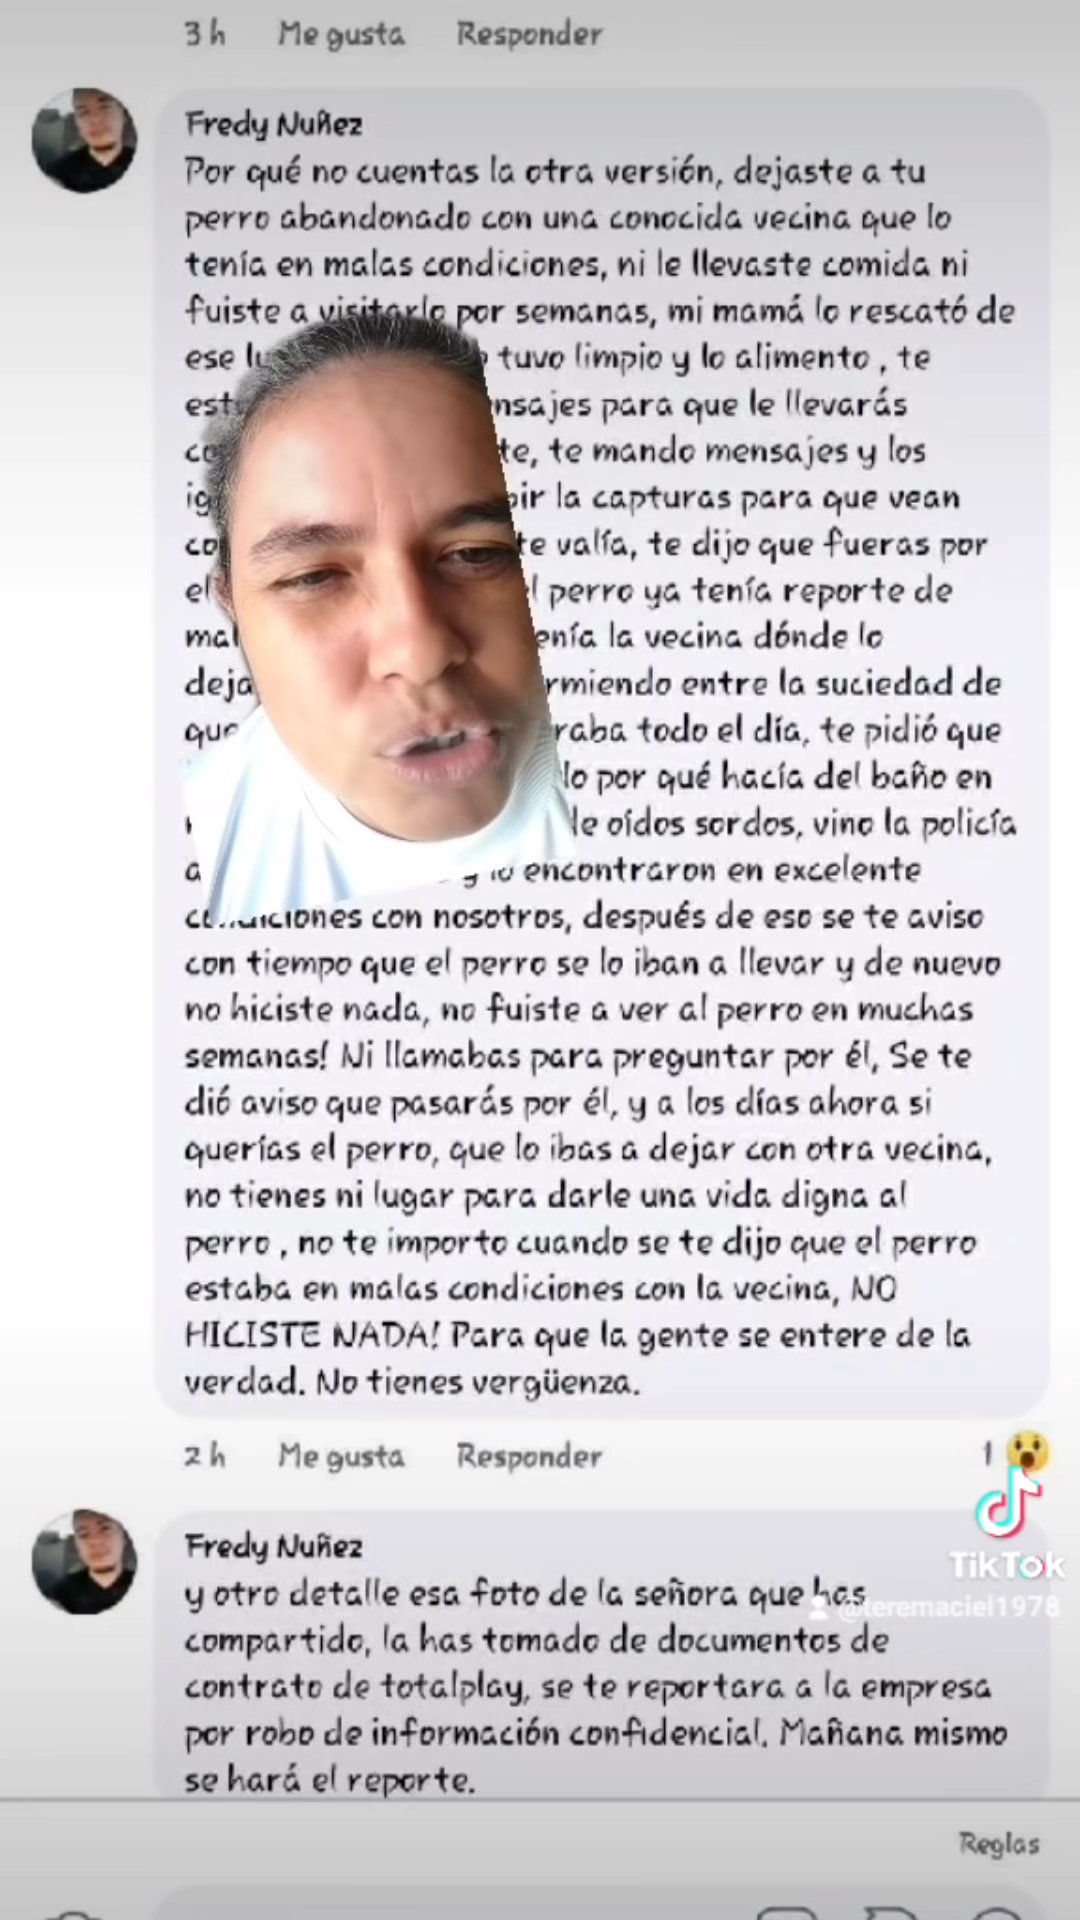 3 h Me gusta Responder
Fredy Nuñez
Por qué no cuentas la otra versión, dejaste a tu
perro abandonado con una conocida vecina que lo
tenía en malas condiciones, ni le llevaste comida ni
fuiste a visitarlo por semanas, mi mamá lo rescató de
ese tuvo limpio y lo alimento , te
para que le llevarás
te mando mensajes y los
la capturas para que vean
te valía, te dijo que fueras por
el perro ya tenía reporte de
la vecina dónde lo
entre la suciedad de
todo el día, te pidió que
por qué hacía del baño en
oídos sordos, vino la policía
encontraron en excelente
condiciones con nosotros, después de eso se te aviso
con tiempo que el perro se lo iban a llevar y de nuevo
no hiciste nada, no fuiste a ver al perro en muchas
semanas! Ni llamabas para preguntar por él, Se te
dió aviso que pasarás por él, y a los días ahora si
querías el perro, que lo ibas a dejar con otra vecina,
no tienes ni lugar para darle una vida digna al
perro , no te importo cuando se te dijo que el perro
estaba en malas condiciones con la vecina, NO
HICISTE NADA! Para que la gente se entere de la
verdad. No tienes vergüenza.
2 h Me gusta Responder 1
TikTok
Fredy Nuñez
y otro detalle esa foto de la señora que has
@teremaciel1978
compartido, la has tomado de documentos de
contrato de totalplay, se te reportara a la empresa
por robo de información confidencial. Mañana mismo
se hará el reporte.
Reglas